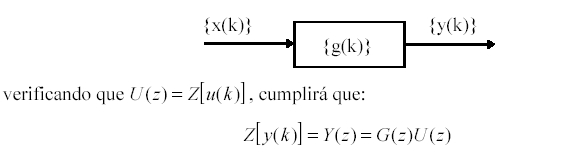 {x(k)} {y(k)}
{g(k)}
verificando que U(z) = Z[u(k)], cumplirá que:
Z[y(k)] = Y(z) = G(z)U(z)